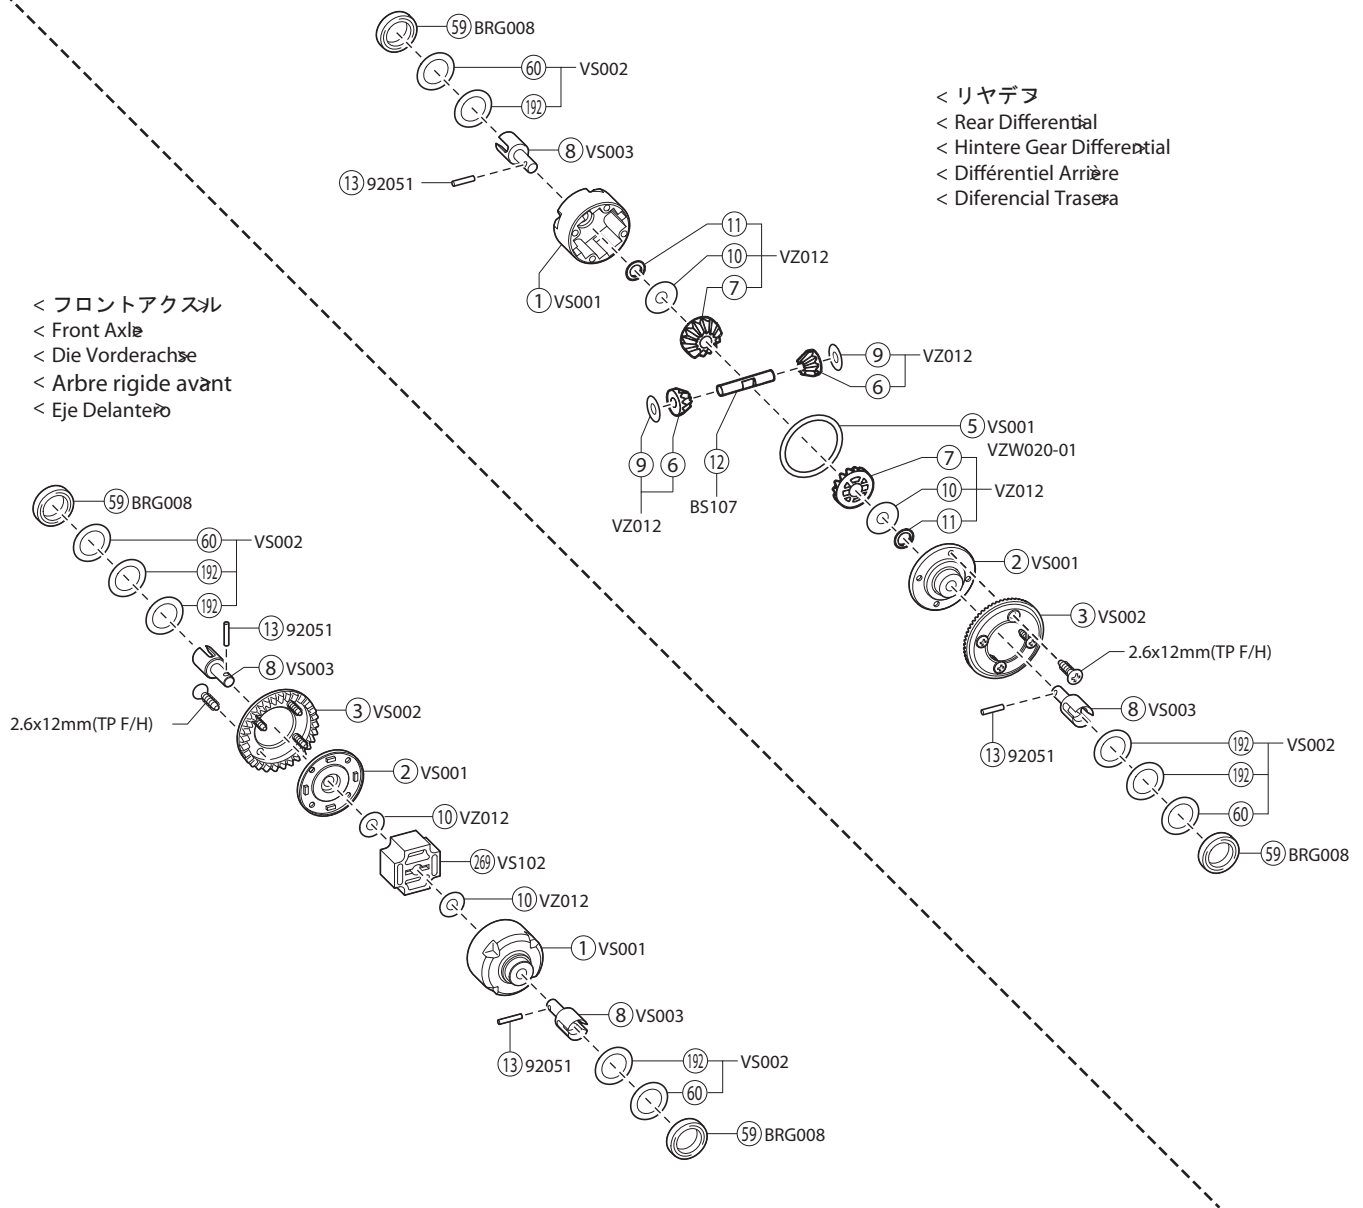 59 BRG008
60 VS002
192
8 VS003
13 92051
1 VS001
11
10 VZ012
7
9 VZ012
6
9 6 12
VZ012 BS107
5 VS001
VZW020-01
7
10 VZ012
11
2 VS001
3 VS002
2.6x12mm(TP F/H)
8 VS003
13 92051
192 VS002
192
60
59 BRG008
< リヤデフ>
< Rear Differential>
< Hintere Gear Differential>
< Différentiel Arrière>
< Diferencial Trasera>
< フロントアクスル>
< Front Axle>
< Die Vorderachse>
< Arbre rigide avant>
< Eje Delantero>
59 BRG008
60 VS002
192
192
13 92051
8 VS003
2.6x12mm(TP F/H)
3 VS002
2 VS001
10 VZ012
269 VS102
10 VZ012
1 VS001
8 VS003
13 92051
192 VS002
60
59 BRG008